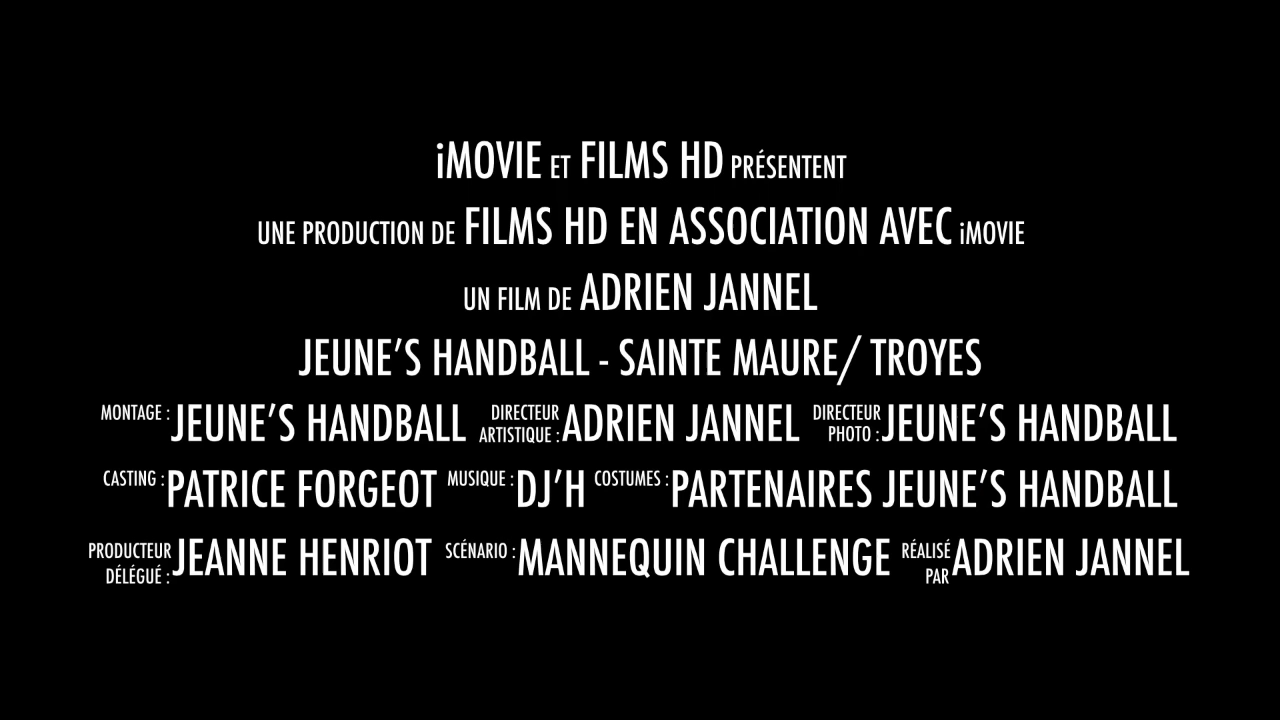 iMOVIE ET FILMS HD PRÉSENTENT
UNE PRODUCTION DE FILMS HD EN ASSOCIATION AVEC iMOVIE
UN FILM DE ADRIEN JANNEL
JEUNE’S HANDBALL - SAINTE MAURE/ TROYES
MONTAGE : JEUNE’S HANDBALL DIRECTEUR ARTISTIQUE : ADRIEN JANNEL DIRECTEUR PHOTO : JEUNE’S HANDBALL
CASTING : PATRICE FORGEOT MUSIQUE : DJ’H COSTUMES : PARTENAIRES JEUNE’S HANDBALL
PRODUCTEUR DÉLÉGUÉ : JEANNE HENRIOT SCÉNARIO : MANNEQUIN CHALLENGE RÉALISÉ PAR ADRIEN JANNEL